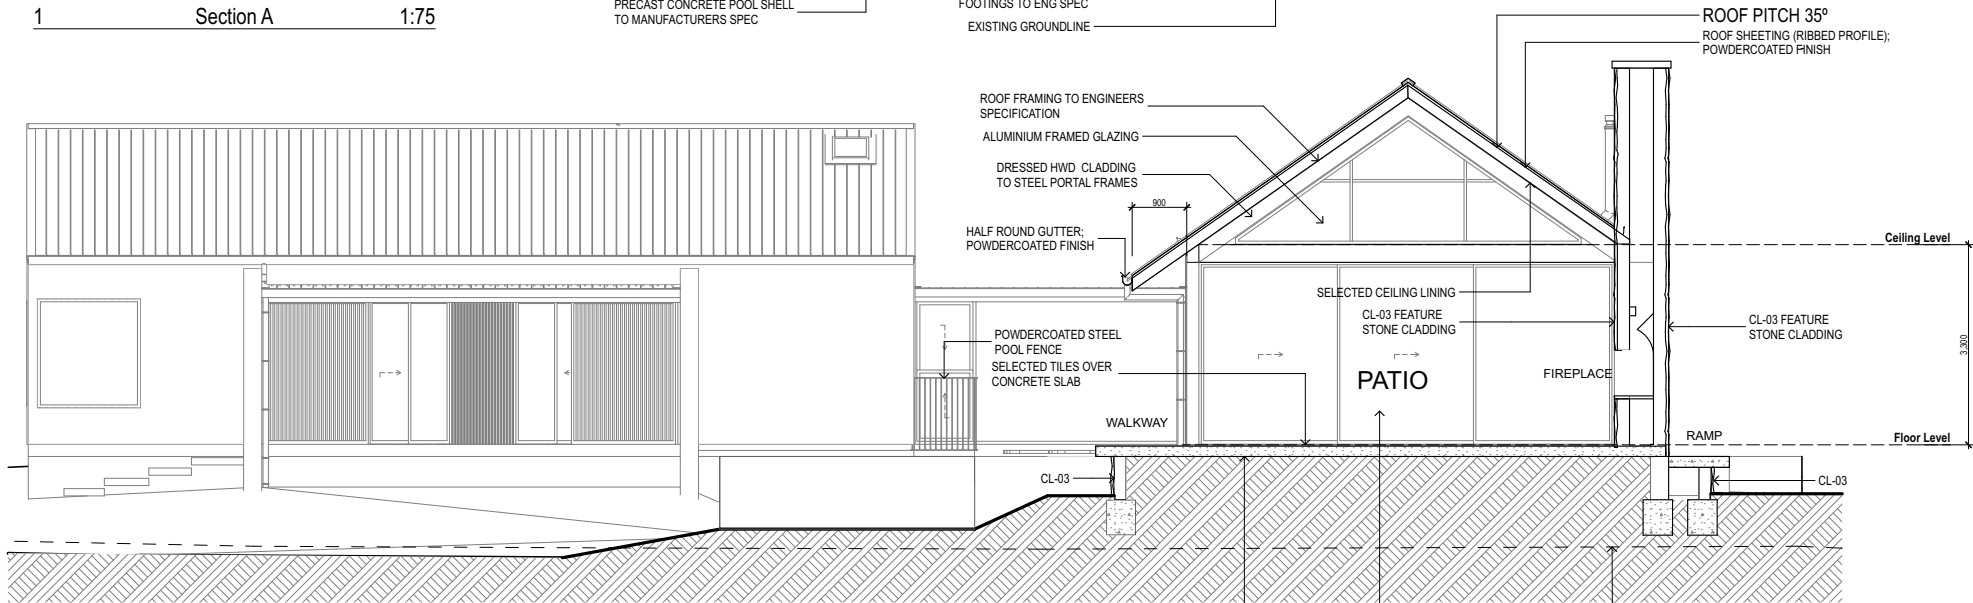 1 Section A 1:75
PRECAST CONCRETE POOL SHELL
TO MANUFACTURERS SPEC
FOOTINGS TO ENG SPEC
EXISTING GROUNDLINE
ROOF PITCH 35º
ROOF SHEETING (RIBBED PROFILE);
POWDERCOATED FINISH
ROOF FRAMING TO ENGINEERS
SPECIFICATION
ALUMINIUM FRAMED GLAZING
DRESSED HWD CLADDING
TO STEEL PORTAL FRAMES
900
HALF ROUND GUTTER;
POWDERCOATED FINISH
Ceiling Level
SELECTED CEILING LINING
CL-03 FEATURE
STONE CLADDING
CL-03 FEATURE
STONE CLADDING
3,300
POWDERCOATED STEEL
POOL FENCE
SELECTED TILES OVER
CONCRETE SLAB
PATIO
FIREPLACE
WALKWAY
RAMP
Floor Level
CL-03
CL-03